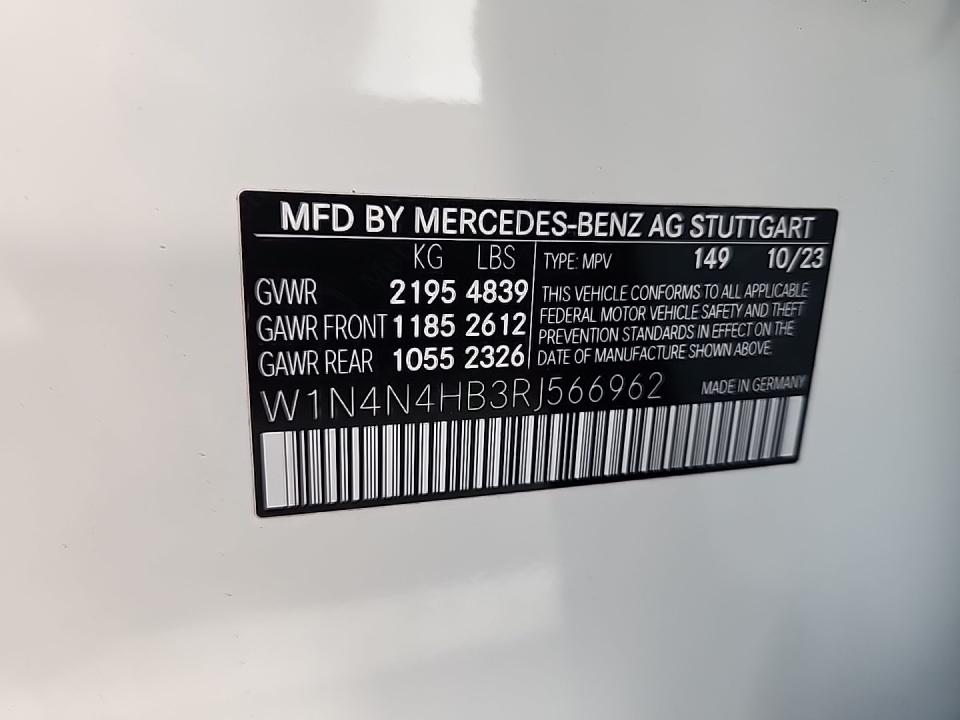 MFD BY MERCEDES-BENZ AG STUTTGART
KG LBS
GVWR 2195 4839
GAWR FRONT 1185 2612
GAWR REAR 1055 2326
TYPE: MPV 149 10/23
THIS VEHICLE CONFORMS TO ALL APPLICABLE
FEDERAL MOTOR VEHICLE SAFETY AND THEFT
PREVENTION STANDARDS IN EFFECT ON THE
DATE OF MANUFACTURE SHOWN ABOVE.
W1N4N4HB3RJ566962
MADE IN GERMANY